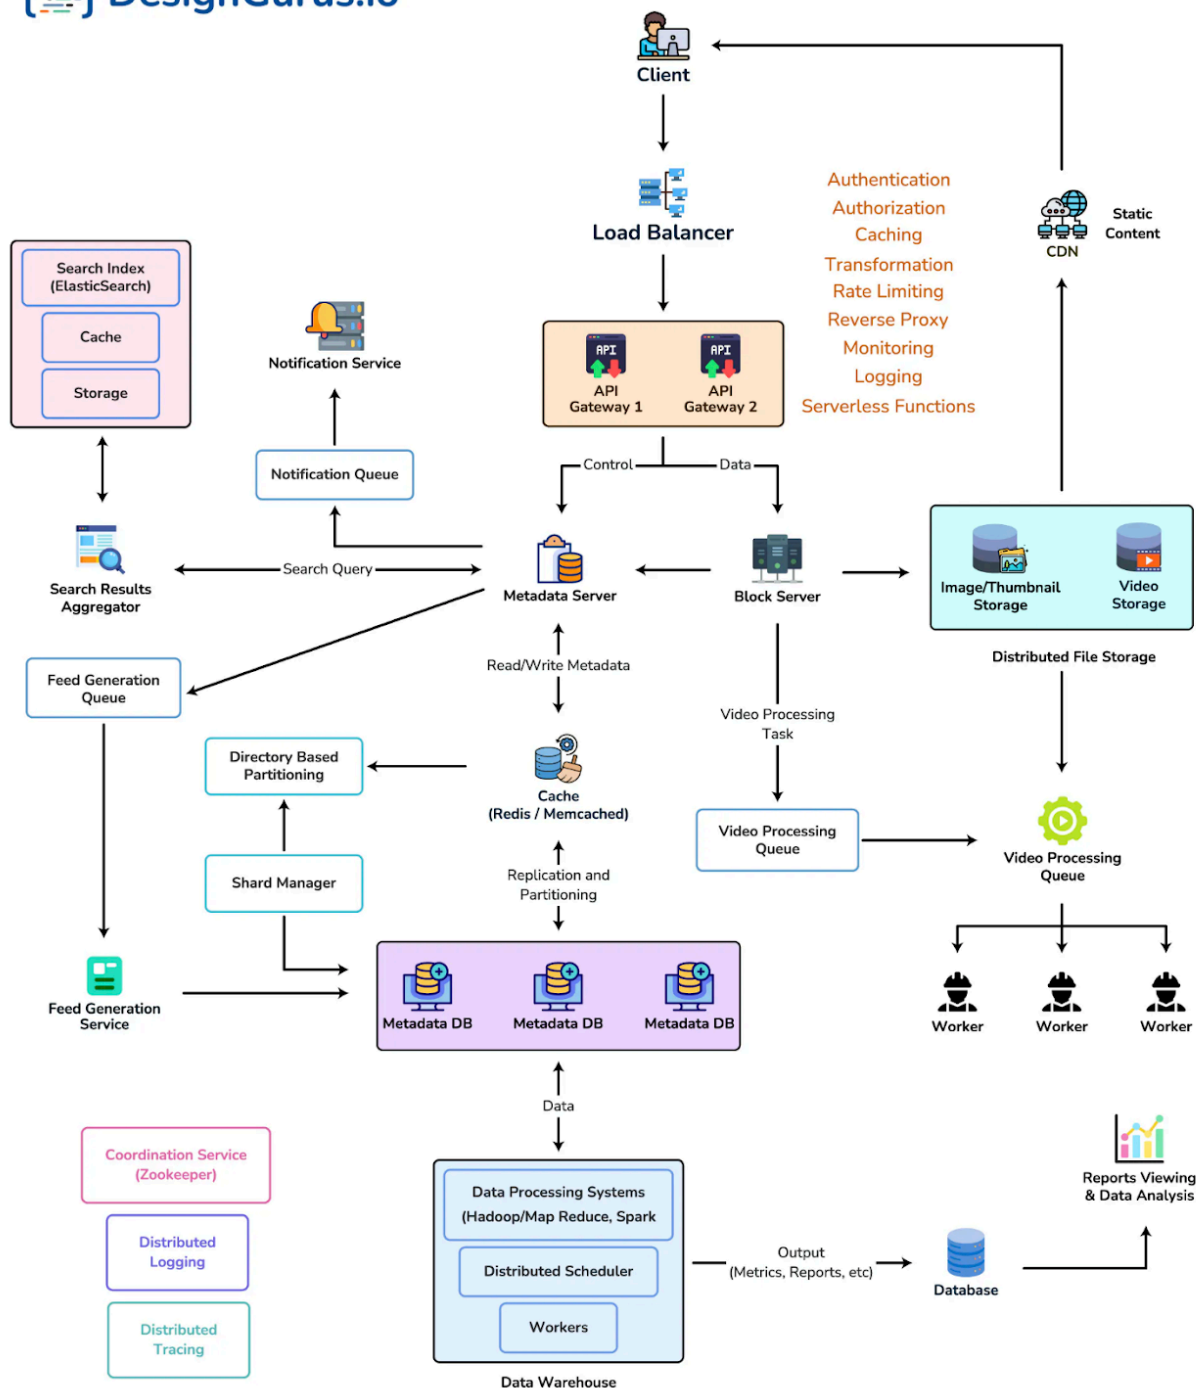 DesignGurus.io
Client
Load Balancer
Authentication
Authorization
Caching
Transformation
Rate Limiting
Reverse Proxy
Monitoring
Logging
Serverless Functions
Static
Content
CDN
Search Index
(ElasticSearch)
Cache
Storage
Notification Service
API
API
API
Gateway 1
API
Gateway 2
Control
Data
Notification Queue
Search Results
Aggregator
Search Query
Metadata Server
Block Server
Image/Thumbnail
Storage
Video
Storage
Distributed File Storage
Feed Generation
Queue
Read/Write Metadata
Video Processing
Task
Directory Based
Partitioning
Cache
(Redis / Memcached)
Video Processing
Queue
Video Processing
Queue
Shard Manager
Replication and
Partitioning
Feed Generation
Service
Metadata DB
Metadata DB
Metadata DB
Worker
Worker
Worker
Data
Coordination Service
(Zookeeper)
Distributed
Logging
Distributed
Tracing
Data Processing Systems
(Hadoop/Map Reduce, Spark
Distributed Scheduler
Workers
Data Warehouse
Output
(Metrics, Reports, etc)
Database
Reports Viewing
& Data Analysis